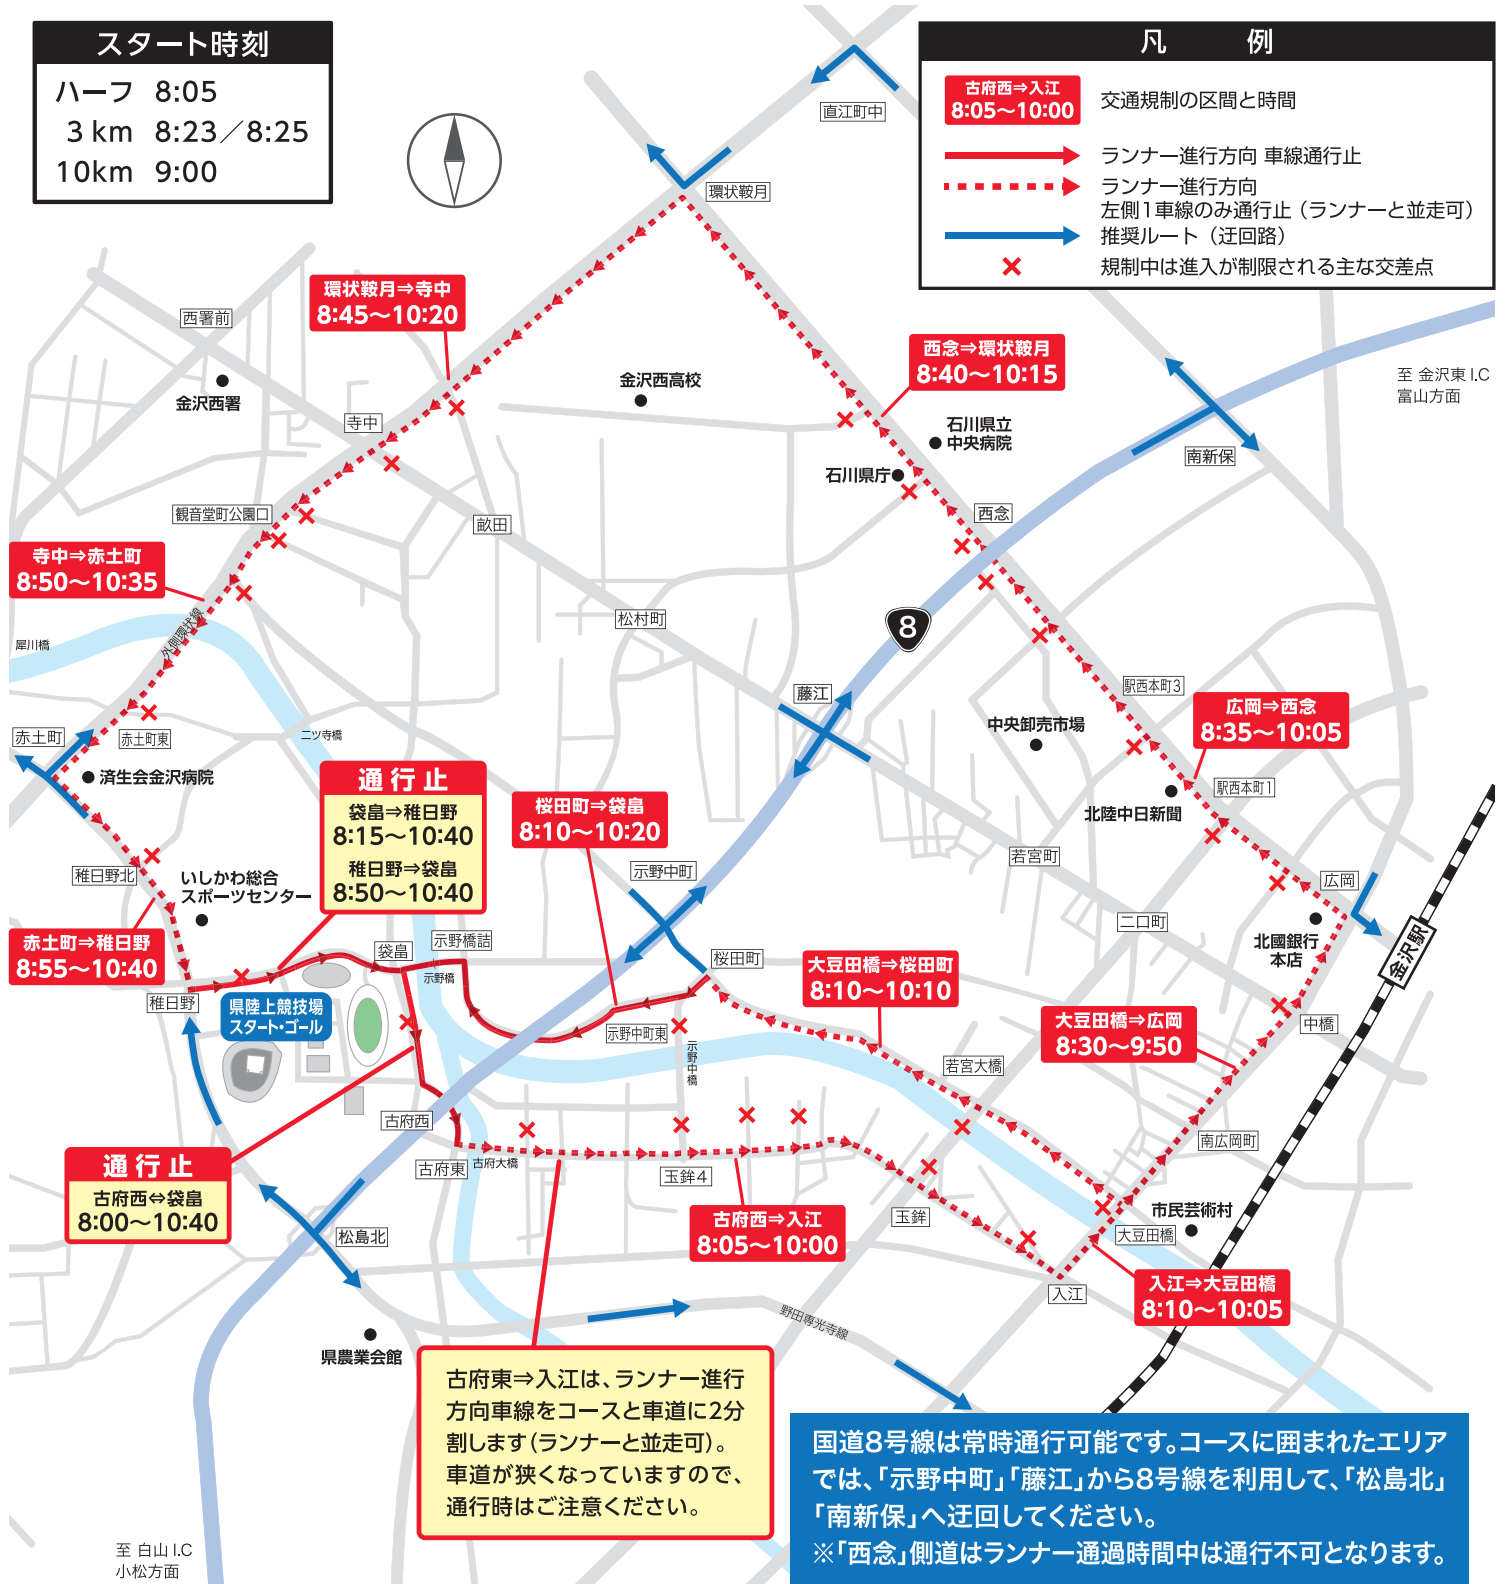 スタート時刻
ハーフ 8:05
3 km 8:23／8:25
10km 9:00
凡 例
古府西⇒入江
8:05～10:00
交通規制の区間と時間
ランナー進行方向 車線通行止
ランナー進行方向
左側1車線のみ通行止（ランナーと並走可）
推奨ルート（迂回路）
規制中は進入が制限される主な交差点
直江町中
環状鞍月
環状鞍月⇒寺中
8:45～10:20
西署前
金沢西署
金沢西高校
西念⇒環状鞍月
8:40～10:15
至 金沢東 I.C
富山方面
寺中
石川県立
中央病院
石川県庁
南新保
観音堂町公園口
畝田
西念
寺中⇒赤土町
8:50～10:35
外側環状線
犀川橋
松村町
8
駅西本町3
藤江
広岡⇒西念
8:35～10:05
赤土町
赤土町東
二ツ寺橋
中央卸売市場
済生会金沢病院
通行止
袋畠⇒稚日野
8:15～10:40
稚日野⇒袋畠
8:50～10:40
桜田町⇒袋畠
8:10～10:20
駅西本町1
北陸中日新聞
若宮町
稚日野北
いしかわ総合
スポーツセンター
示野中町
広岡
二口町
北國銀行
本店
金沢駅
赤土町⇒稚日野
8:55～10:40
袋畠
示野橋詰
示野橋
桜田町
大豆田橋⇒桜田町
8:10～10:10
稚日野
県陸上競技場
スタート・ゴール
示野中町東
示野中橋
大豆田橋⇒広岡
8:30～9:50
中橋
若宮大橋
古府西
南広岡町
通行止
古府西⇔袋畠
8:00～10:40
古府東
古府大橋
玉鉾4
古府西⇒入江
8:05～10:00
玉鉾
市民芸術村
大豆田橋
松島北
入江
入江⇒大豆田橋
8:10～10:05
野田専光寺線
県農業会館
古府東⇒入江は、ランナー進行
方向車線をコースと車道に2分
割します（ランナーと並走可）。
車道が狭くなっていますので、
通行時はご注意ください。
国道8号線は常時通行可能です。コースに囲まれたエリア
では、「示野中町」「藤江」から8号線を利用して、「松島北」
「南新保」へ迂回してください。
※「西念」側道はランナー通過時間中は通行不可となります。
至 白山 I.C
小松方面